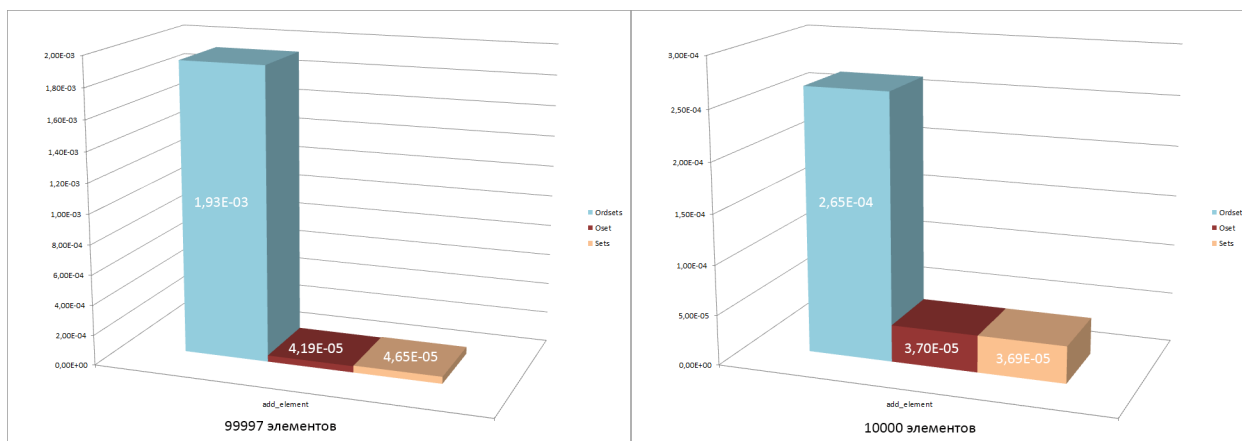 2,00E-03
1,80E-03
1,60E-03
1,40E-03
1,20E-03
1,00E-03
8,00E-04
6,00E-04
4,00E-04
2,00E-04
0,00E+00
1,93E-03
4,19E-05
4,65E-05
add_element
99997 элементов
Ordsets
Oset
Sets
3,00E-04
2,50E-04
2,00E-04
1,50E-04
1,00E-04
5,00E-05
0,00E+00
2,65E-04
3,70E-05
3,69E-05
add_element
10000 элементов
Ordsets
Oset
Sets